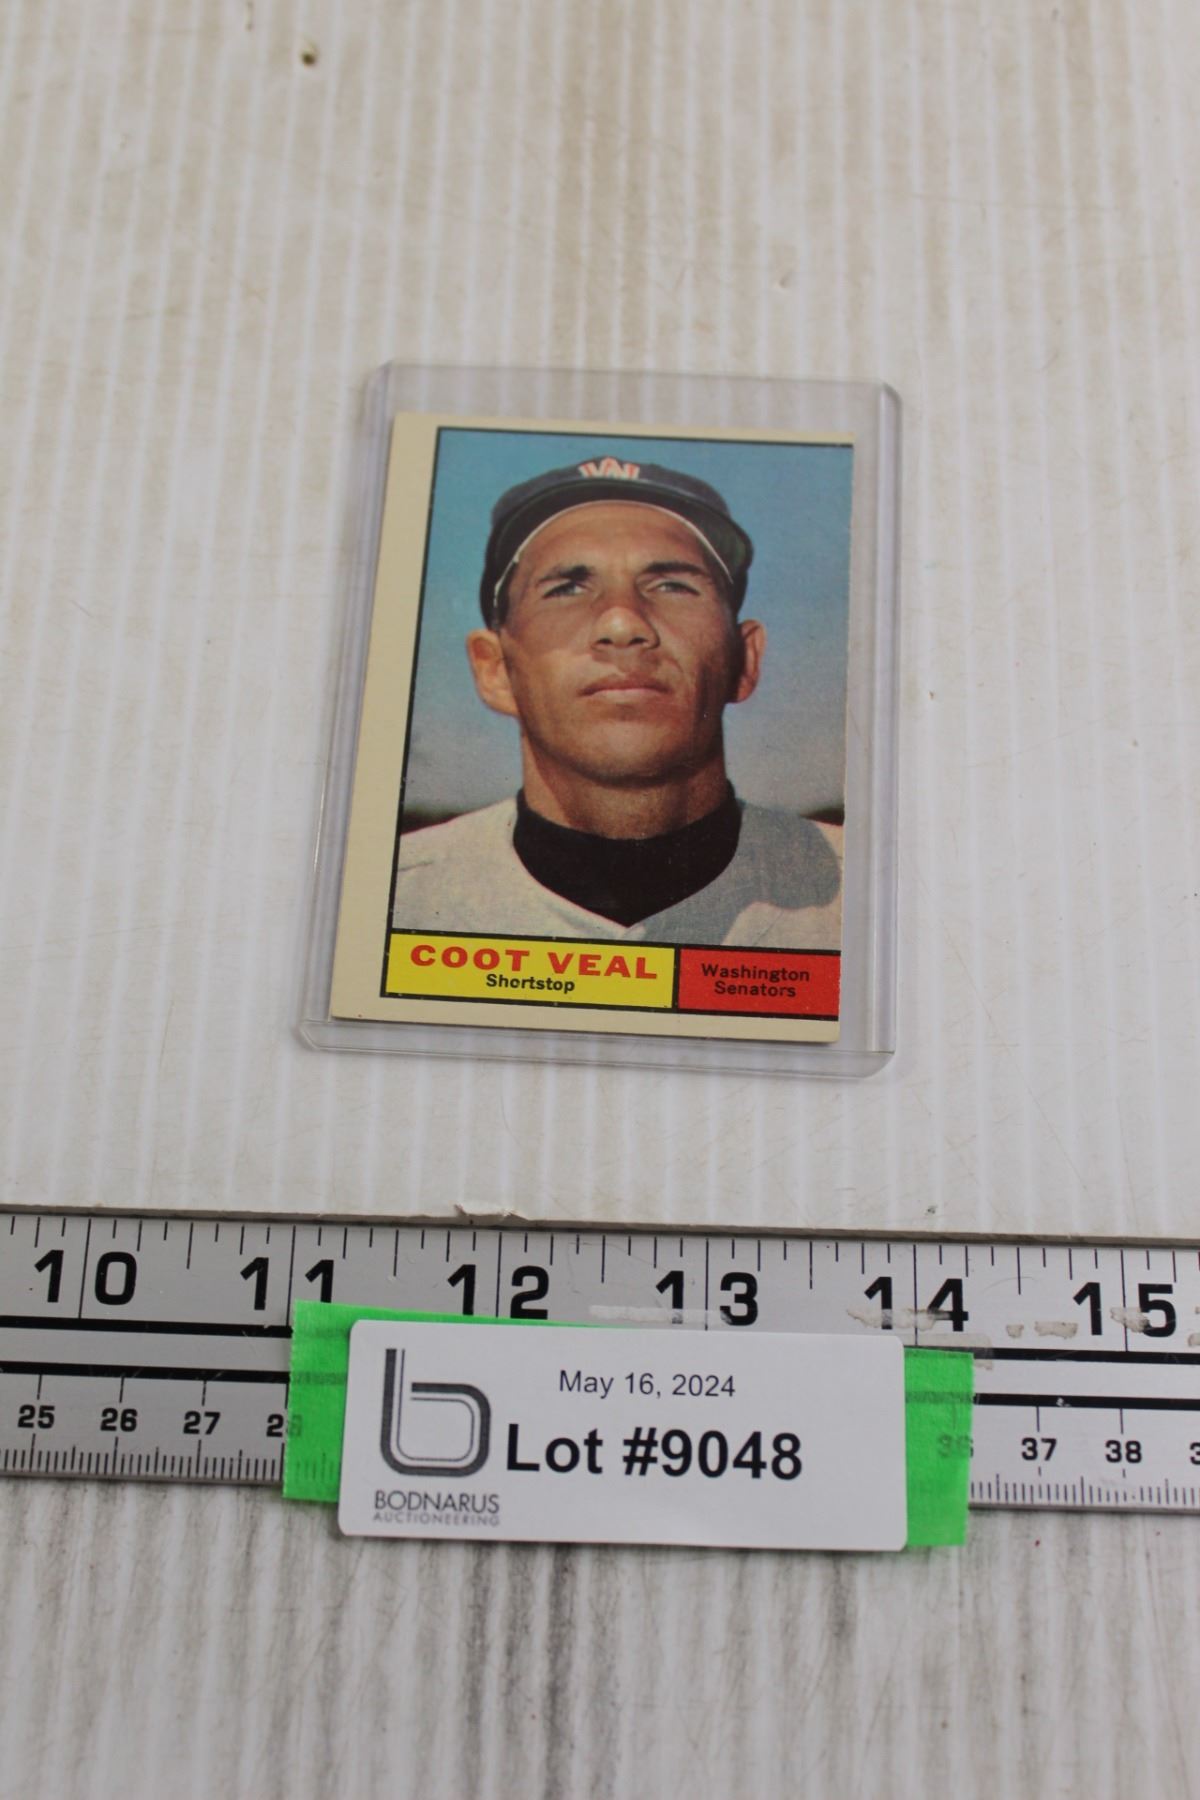 W
COOT VEAL
Shortstop
Washington
Senators
10 11 12 13 14 15
25 26 27 28 36 37 38
May 16, 2024
Lot #9048
b
BODNARUS
AUCTIONEERING